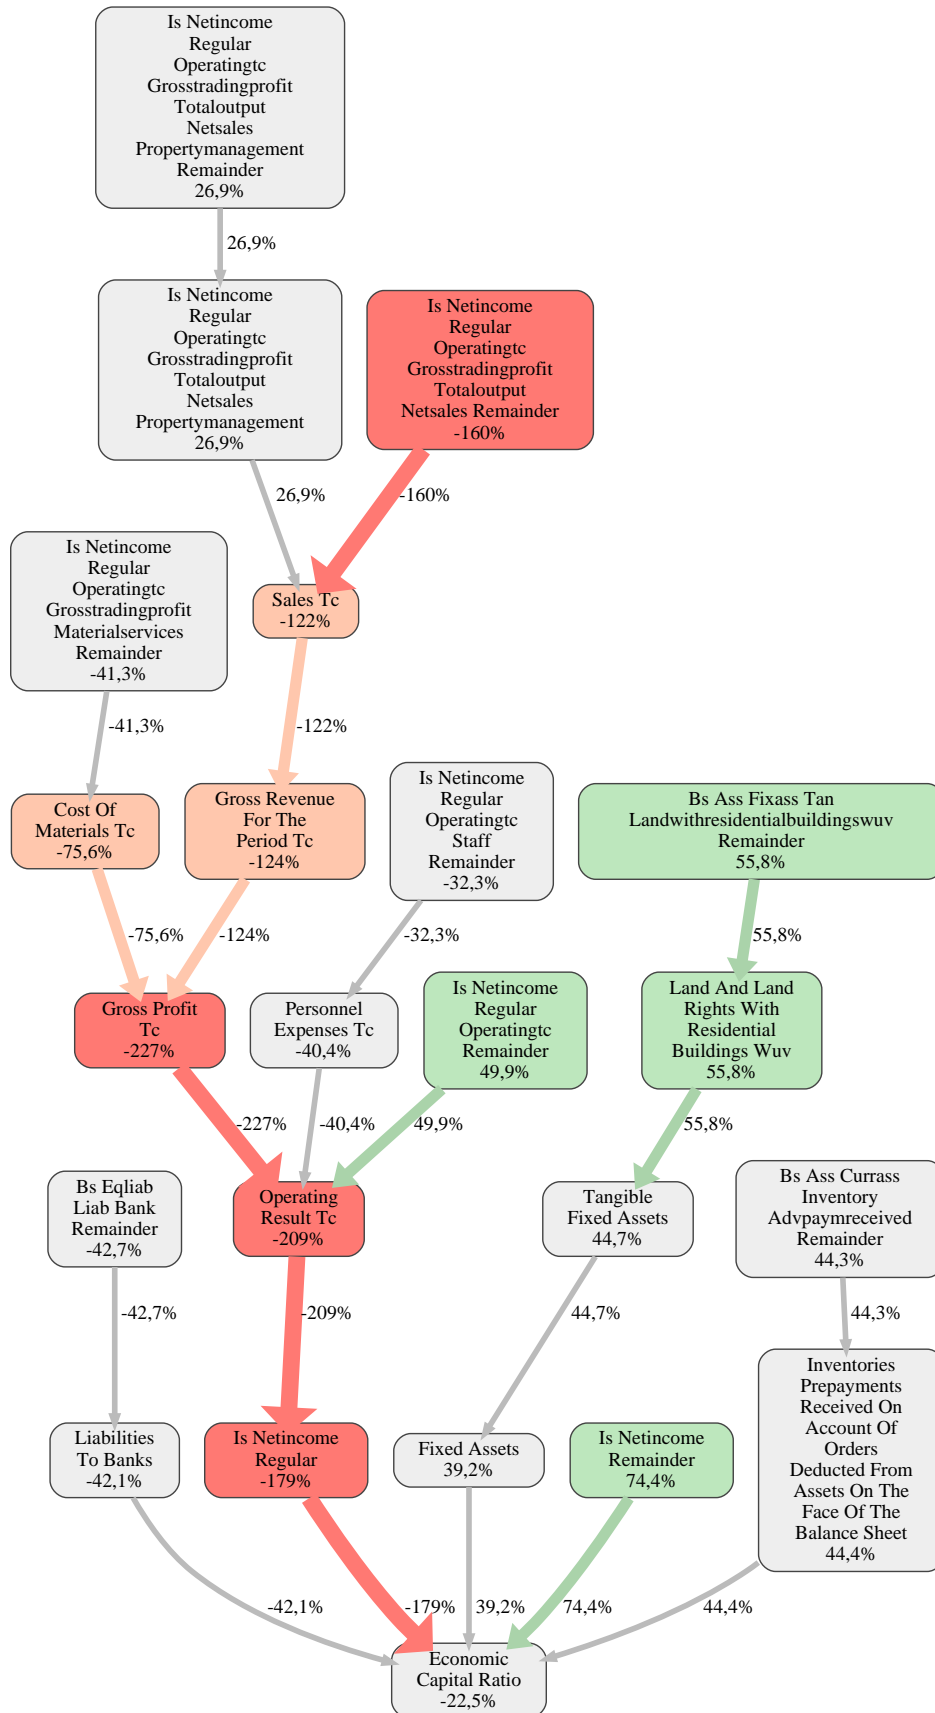 Is Netincome
Regular
Operatingtc
Grosstradingprofit
Totaloutput
Netsales
Propertymanagement
Remainder
26,9%
26,9%
Is Netincome
Regular
Operatingtc
Grosstradingprofit
Totaloutput
Netsales
Propertymanagement
26,9%
Is Netincome
Regular
Operatingtc
Grosstradingprofit
Totaloutput
Netsales Remainder
-160%
26,9%
-160%
Is Netincome
Regular
Operatingtc
Grosstradingprofit
Materialservices
Remainder
-41,3%
Sales Tc
-122%
-41,3%
-122%
Cost Of
Materials Tc
-75,6%
Gross Revenue
For The
Period Tc
-124%
Is Netincome
Regular
Operatingtc
Staff
Remainder
-32,3%
Bs Ass Fixass Tan
Landwithresidentialbuildingswuv
Remainder
55,8%
-75,6%
-124%
-32,3%
55,8%
Gross Profit
Tc
-227%
Personnel
Expenses Tc
-40,4%
Is Netincome
Regular
Operatingtc
Remainder
49,9%
Land And Land
Rights With
Residential
Buildings Wuv
55,8%
-227%
-40,4%
49,9%
55,8%
Bs Eqliab
Liab Bank
Remainder
-42,7%
Operating
Result Tc
-209%
Tangible
Fixed Assets
44,7%
Bs Ass Currass
Inventory
Advpaymreceived
Remainder
44,3%
-42,7%
-209%
44,7%
44,3%
Liabilities
To Banks
-42,1%
Is Netincome
Regular
-179%
Fixed Assets
39,2%
Is Netincome
Remainder
74,4%
Inventories
Prepayments
Received On
Account Of
Orders
Deducted From
Assets On The
Face Of The
Balance Sheet
44,4%
-42,1%
-179%
39,2%
74,4%
44,4%
Economic
Capital Ratio
-22,5%